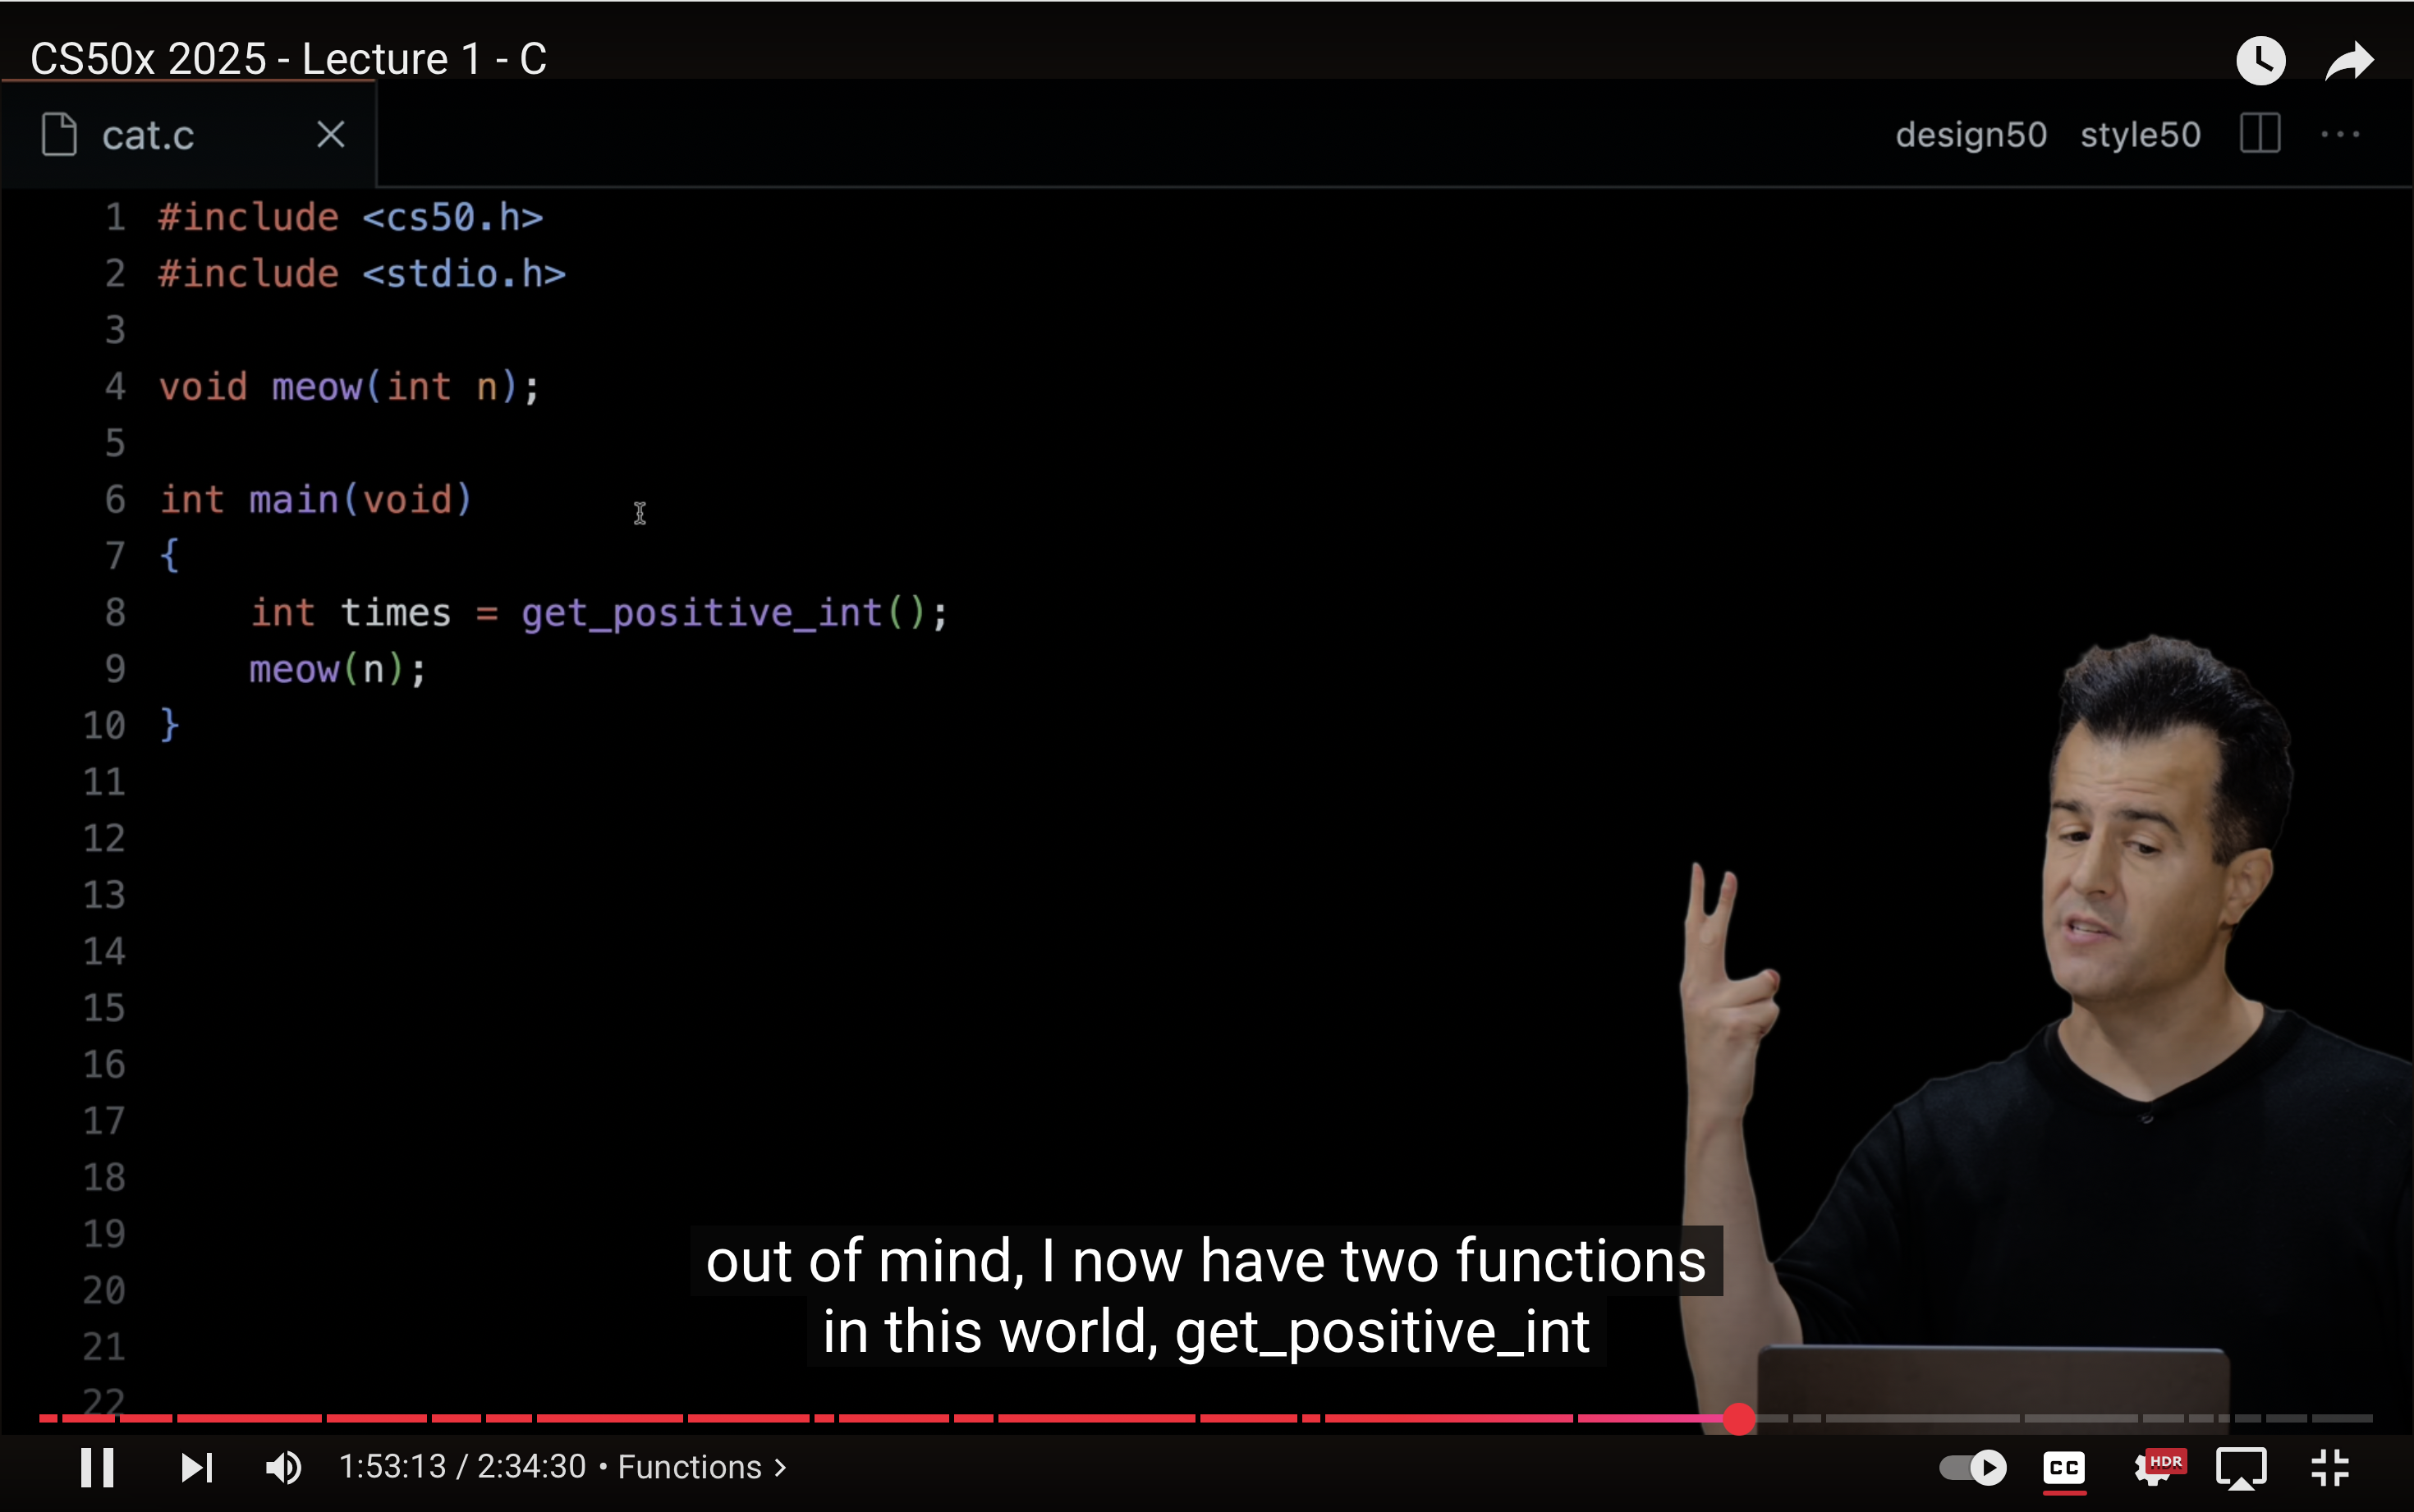 CS50x 2025 - Lecture 1 - C
cat.c
design50 style50
1 #include <cs50.h>
2 #include <stdio.h>
3
4 void meow(int n);
5
6 int main(void)
7 {
8     int times = get_positive_int();
9     meow(n);
10 }
11
12
13
14
15
16
17
18
19
20
21
22
out of mind, I now have two functions
in this world, get_positive_int
1:53:13 / 2:34:30 • Functions >
CC
HDR